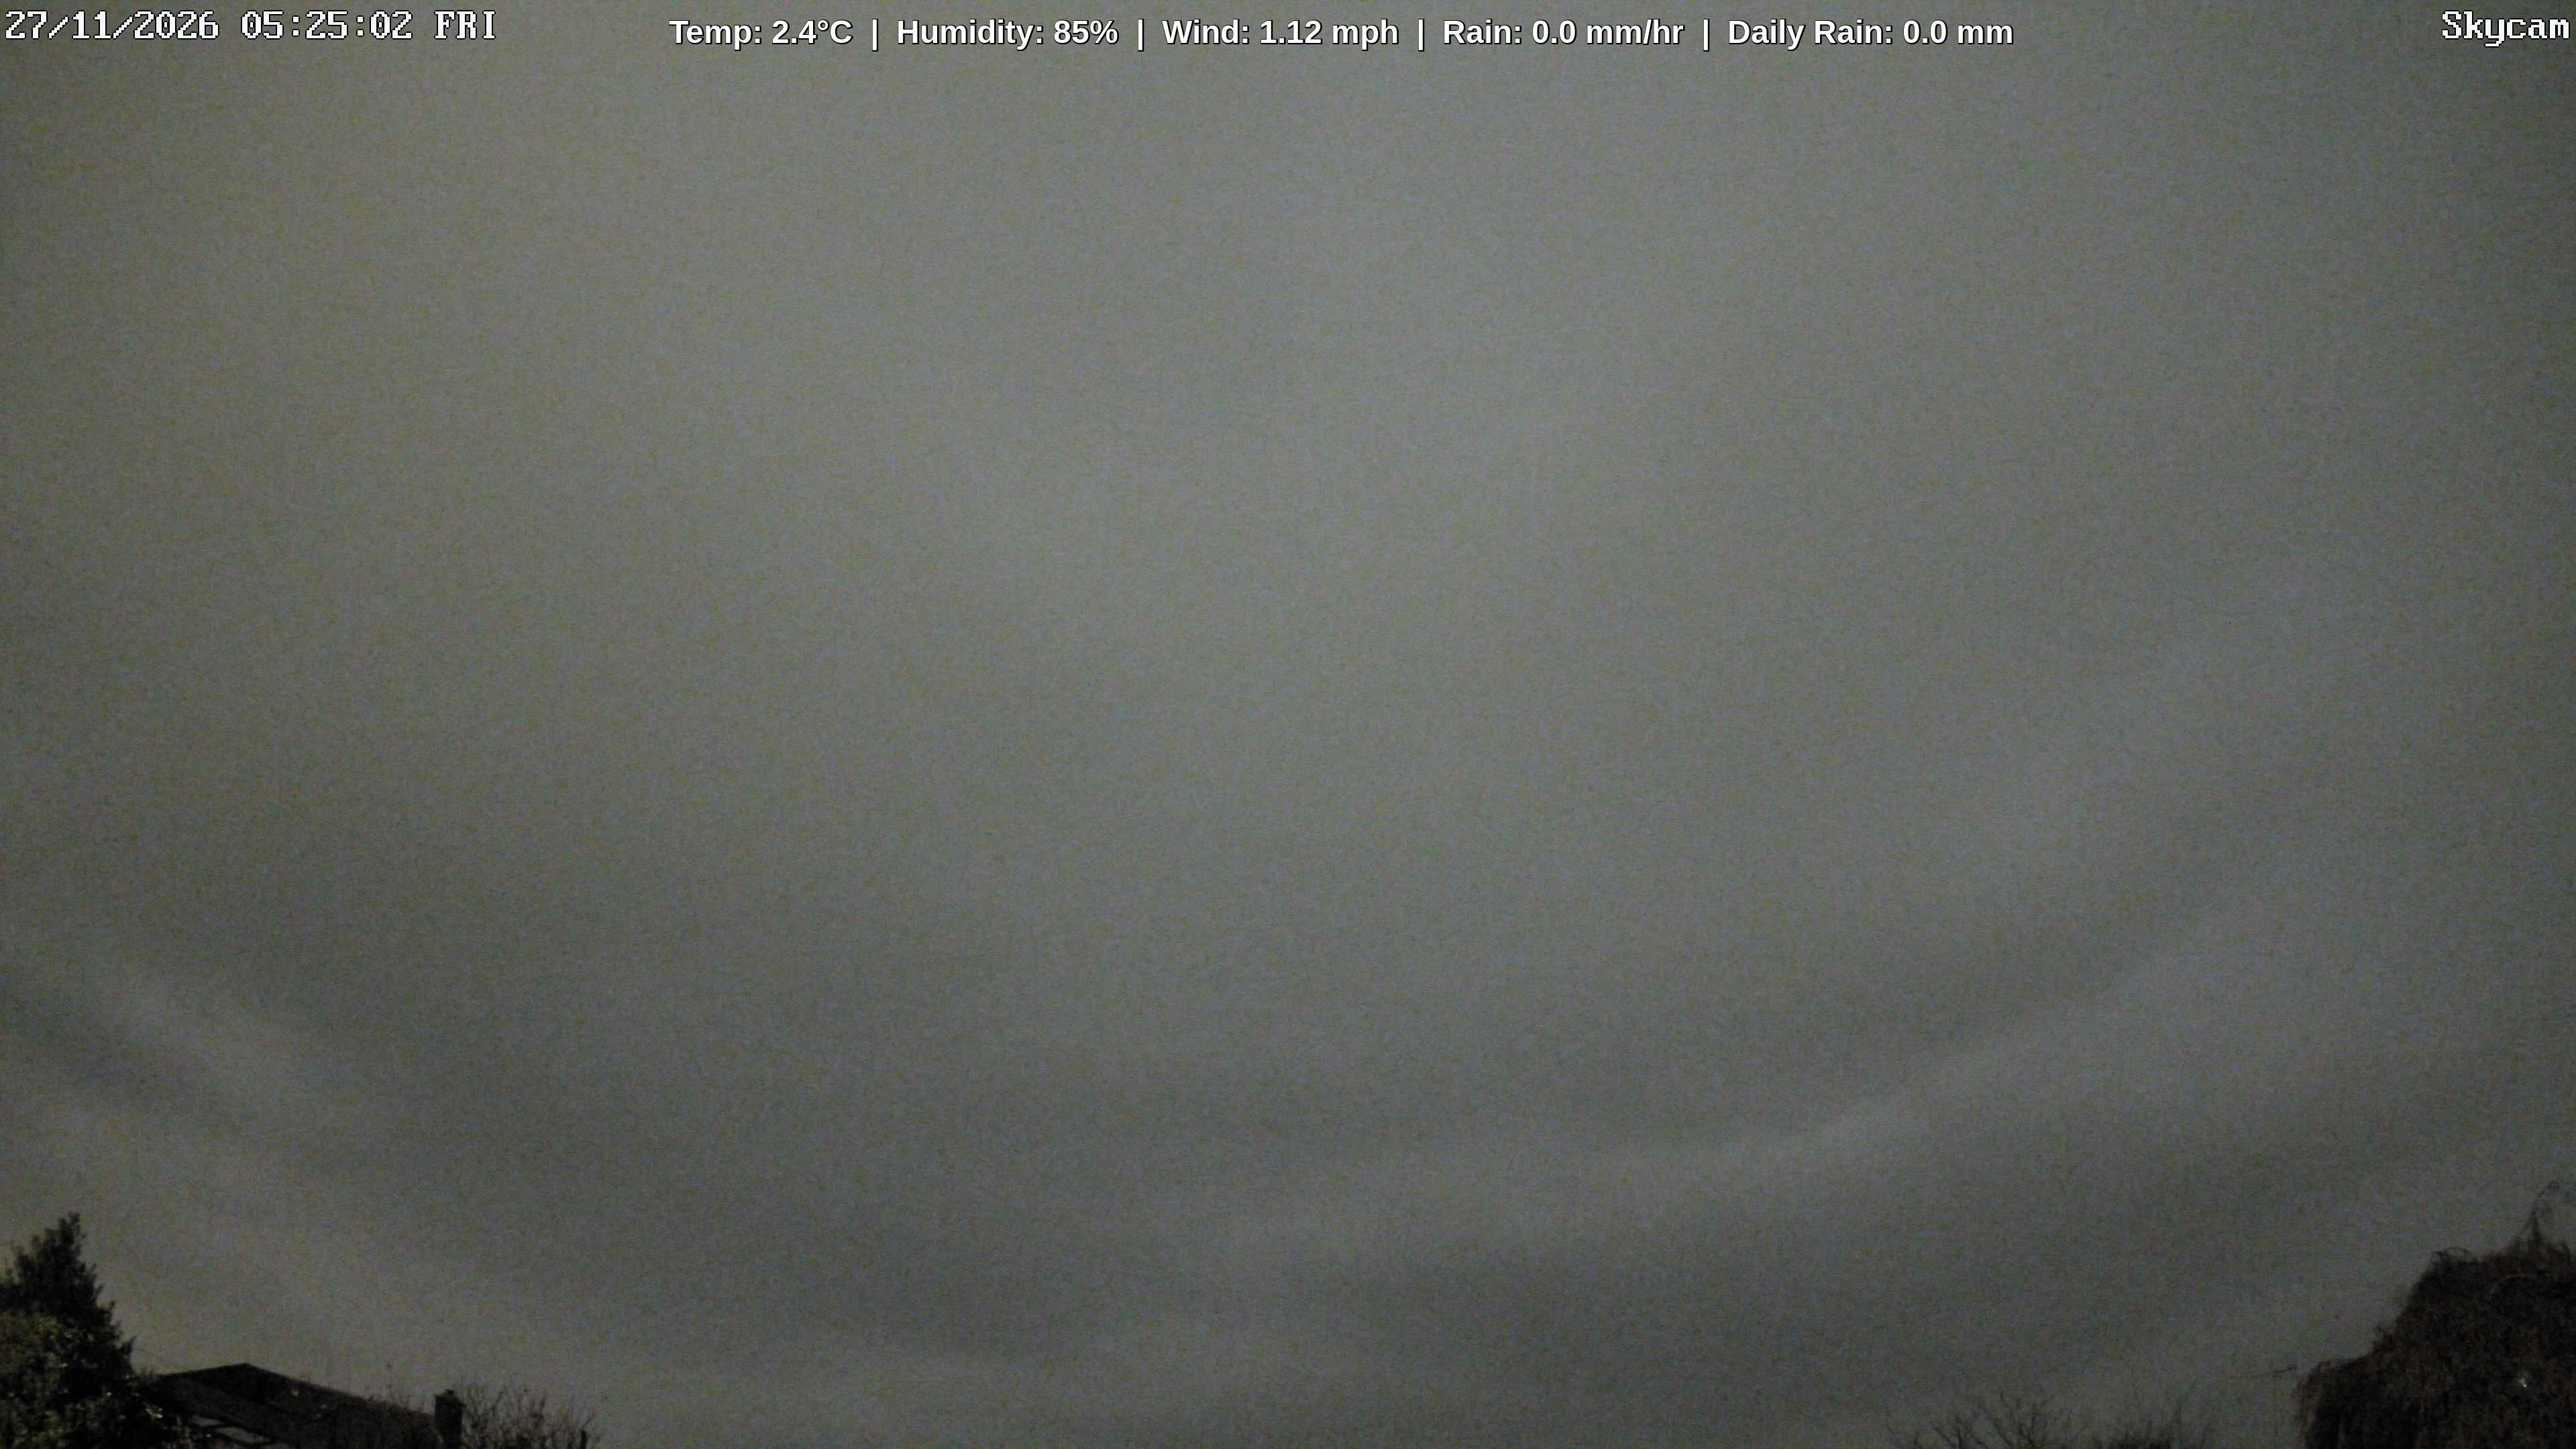 27/11/2026 05:25:02 FRI
Temp: 2.4°C | Humidity: 85% | Wind: 1.12 mph | Rain: 0.0 mm/hr | Daily Rain: 0.0 mm
Skycam